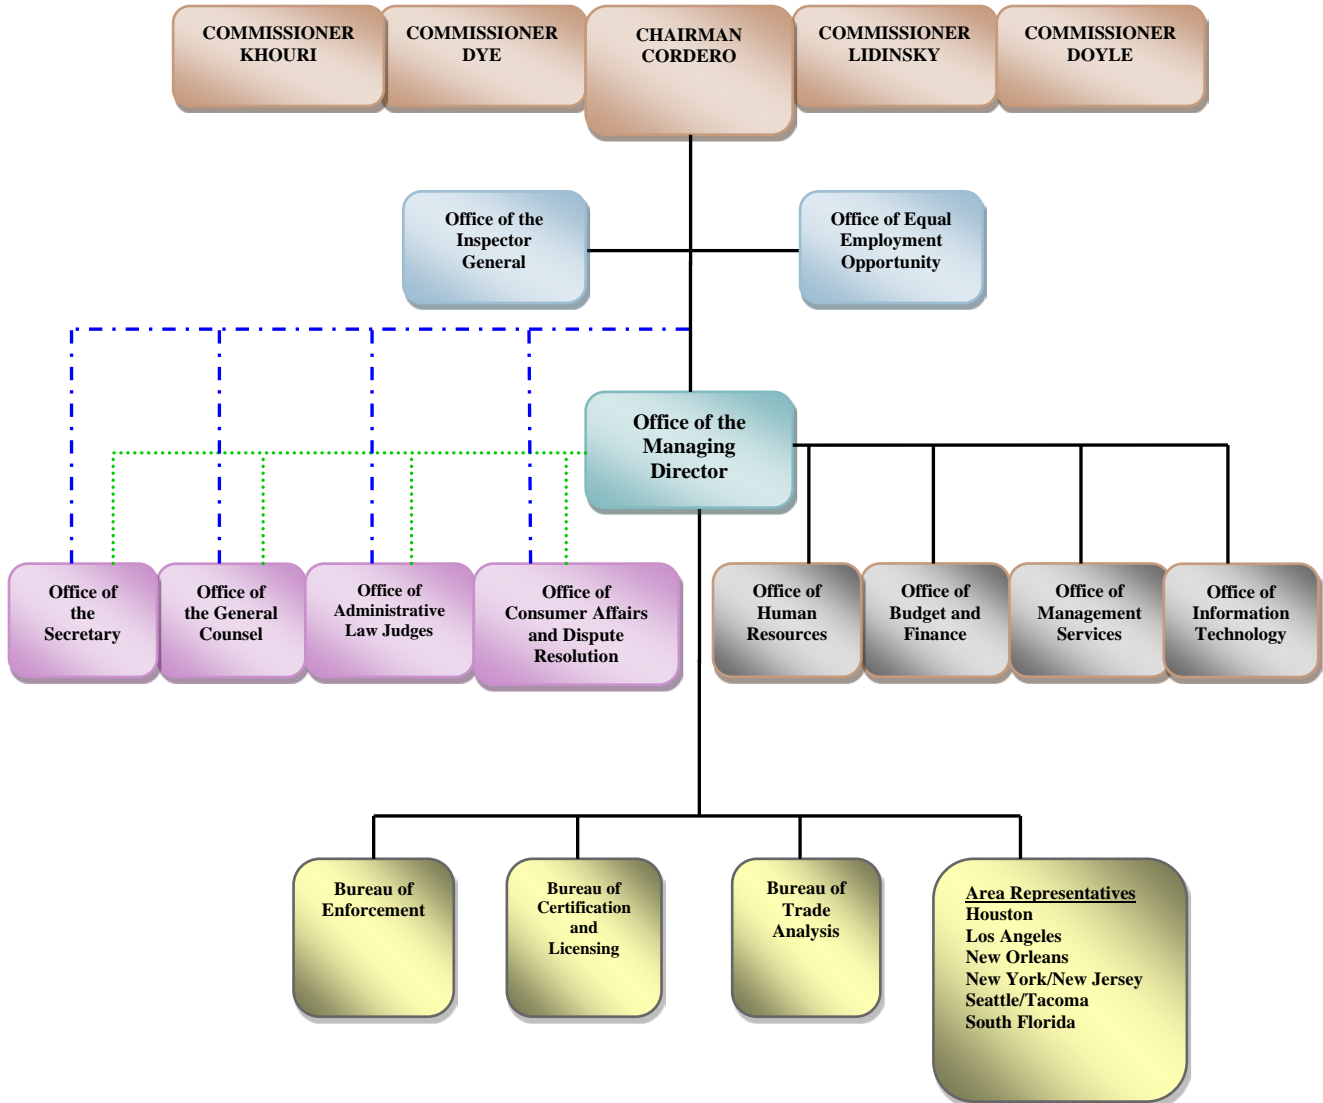 COMMISSIONER
KHOURI
COMMISSIONER
DYE
CHAIRMAN
CORDERO
COMMISSIONER
LIDINSKY
COMMISSIONER
DOYLE
Office of the
Inspector
General
Office of Equal
Employment
Opportunity
Office of the
Managing
Director
Office of
the
Secretary
Office of
the General
Counsel
Office of
Administrative
Law Judges
Office of
Consumer Affairs
and Dispute
Resolution
Office of
Human
Resources
Office of
Budget and
Finance
Office of
Management
Services
Office of
Information
Technology
Bureau of
Enforcement
Bureau of
Certification
and
Licensing
Bureau of
Trade
Analysis
Area Representatives
Houston
Los Angeles
New Orleans
New York/New Jersey
Seattle/Tacoma
South Florida